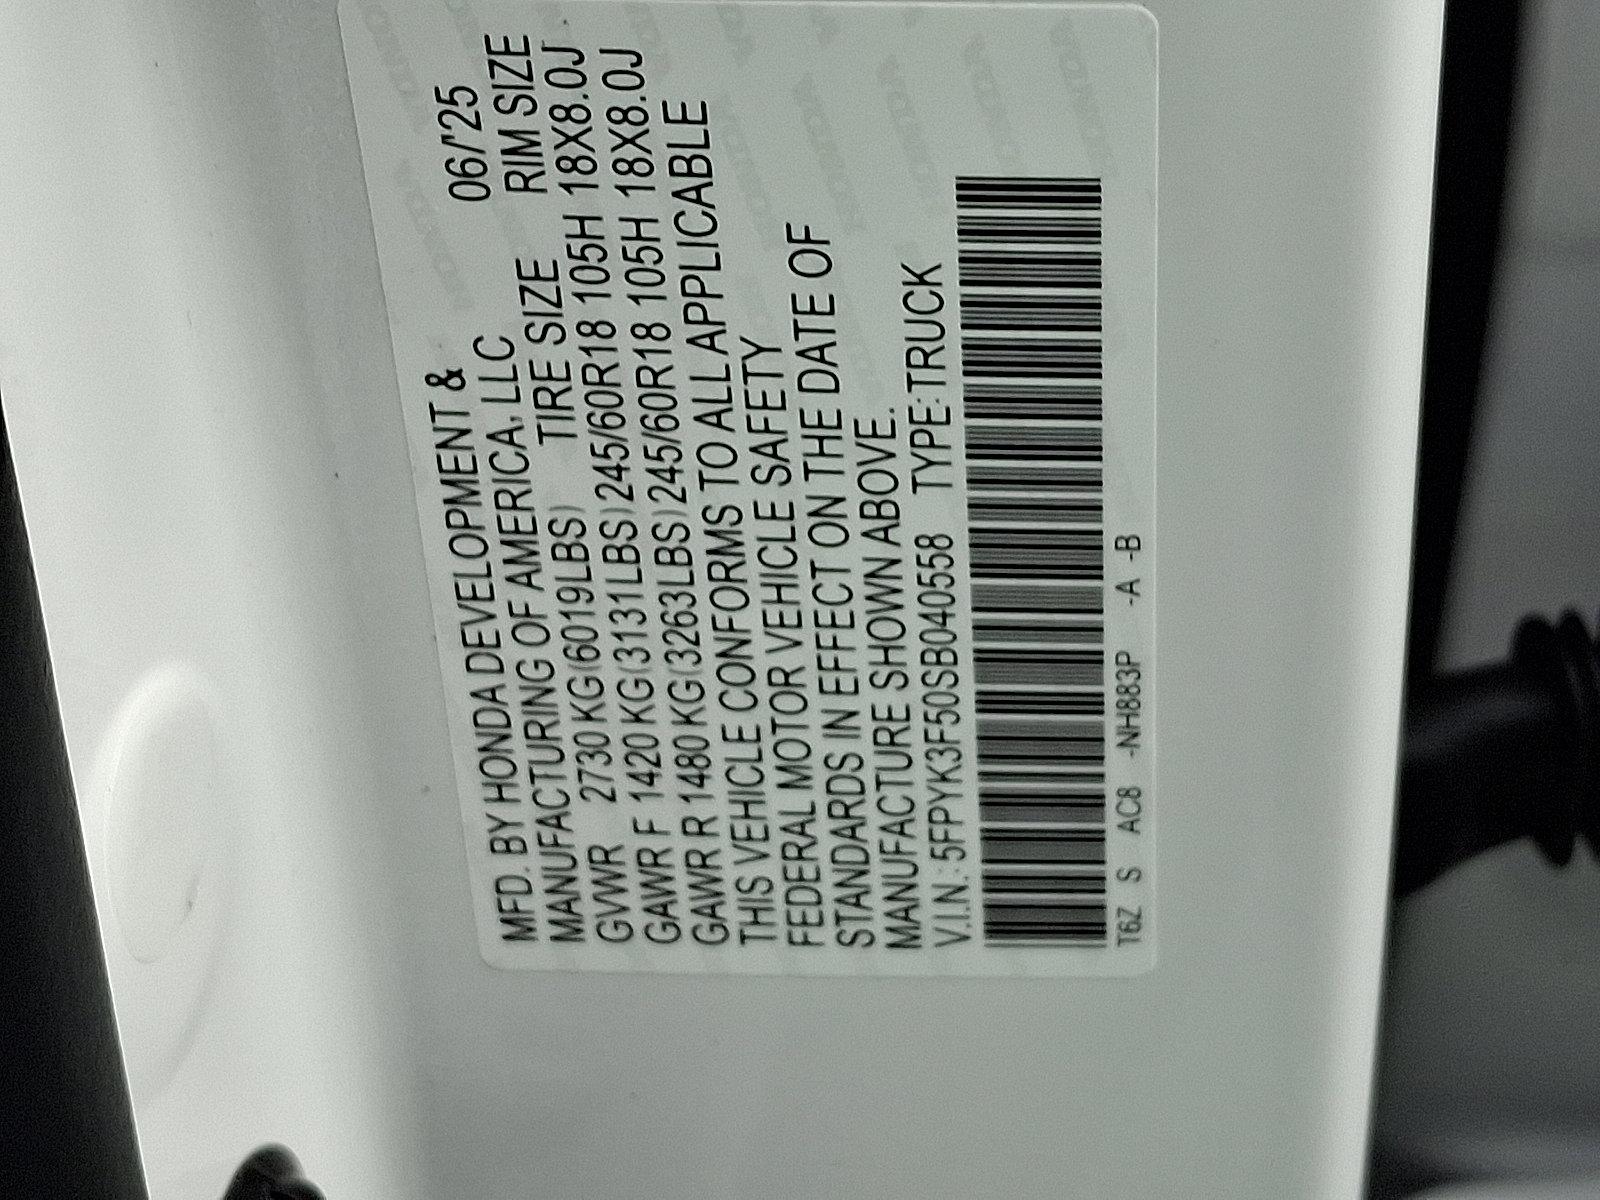 MFD. BY HONDA DEVELOPMENT & 06/'25
MANUFACTURING OF AMERICA, LLC
GVWR 2730 KG(6019LBS) TIRE SIZE RIM SIZE
GAWR F 1420 KG(3131LBS) 245/60R18 105H 18X8.0J
GAWR R 1480 KG(3263LBS) 245/60R18 105H 18X8.0J
THIS VEHICLE CONFORMS TO ALL APPLICABLE
FEDERAL MOTOR VEHICLE SAFETY
STANDARDS IN EFFECT ON THE DATE OF
MANUFACTURE SHOWN ABOVE.
V.I.N.: 5FPYK3F50SB040558 TYPE: TRUCK
T6Z S AC8 -NH883P -A -B